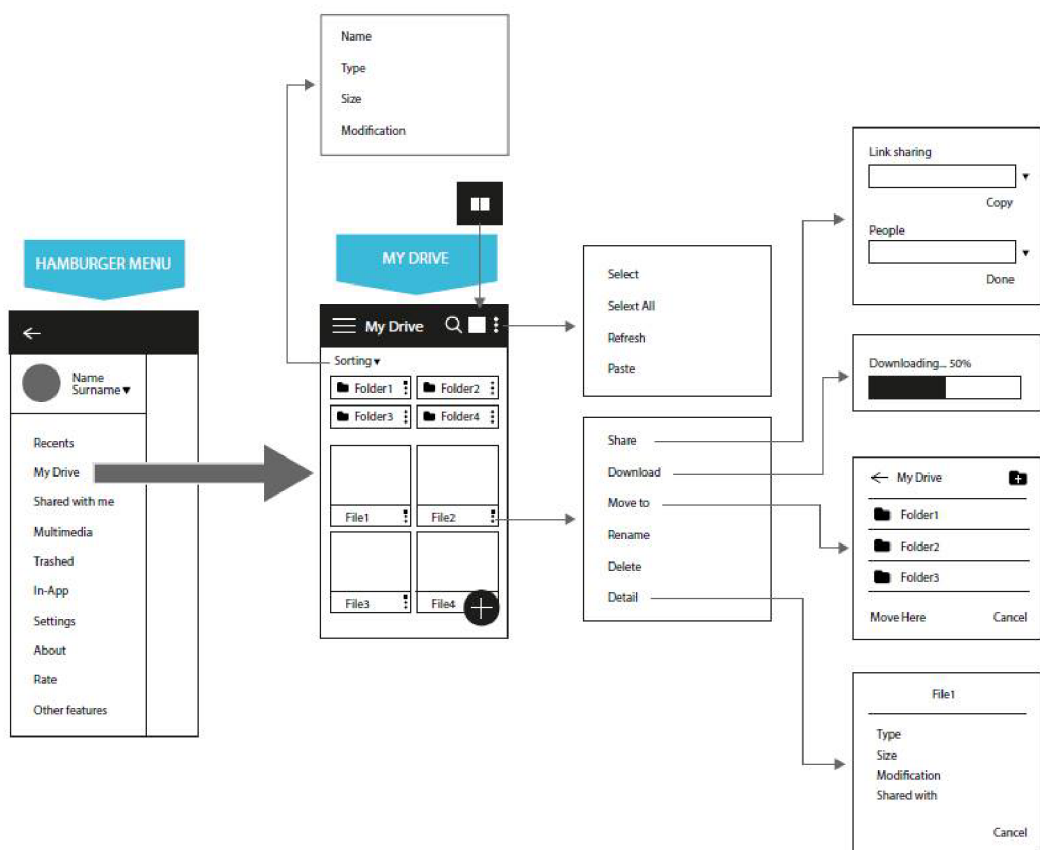 Name
Type
Size
Modification
HAMBURGER MENU
Name
Surname
Recents
My Drive
Shared with me
Multimedia
Trashed
In-App
Settings
About
Rate
Other features
MY DRIVE
My Drive
Sorting
Folder1
Folder2
Folder3
Folder4
File1
File2
File3
File4
Select
Selext All
Refresh
Paste
Share
Download
Move to
Rename
Delete
Detail
Link sharing
Copy
People
Done
Downloading... 50%
My Drive
Folder1
Folder2
Folder3
Move Here Cancel
File1
Type
Size
Modification
Shared with
Cancel